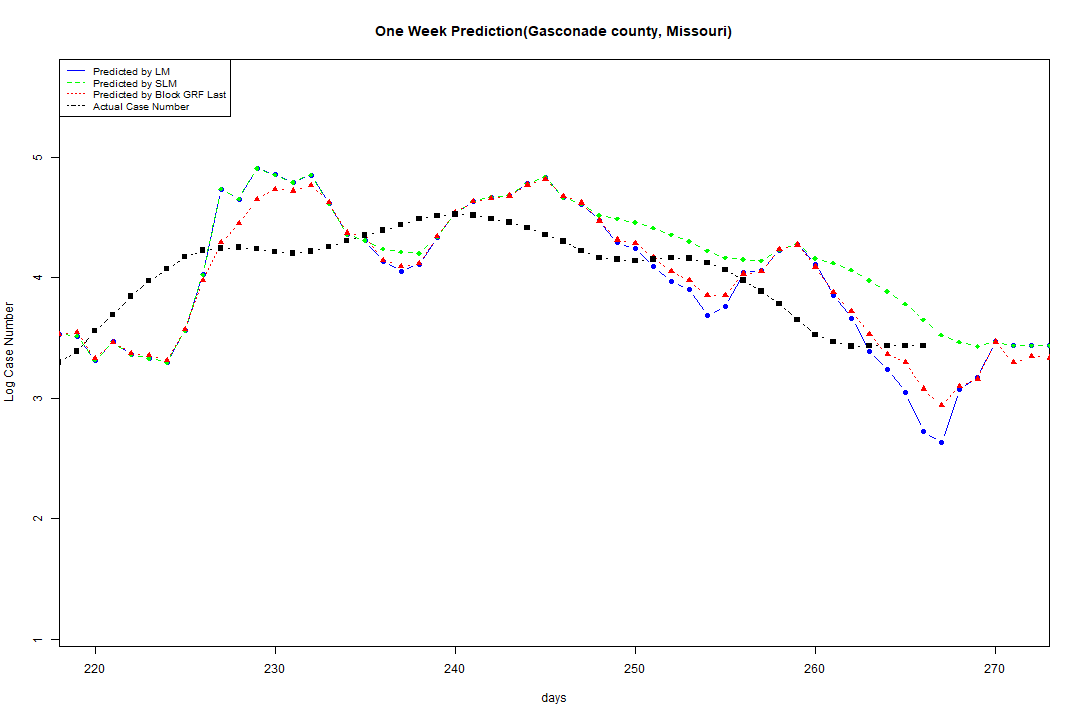 One Week Prediction(Gasconade county, Missouri)
Predicted by LM
Predicted by SLM
Predicted by Block GRF Last
Actual Case Number
5
4
3
2
1
Log Case Number
220 230 240 250 260 270
days